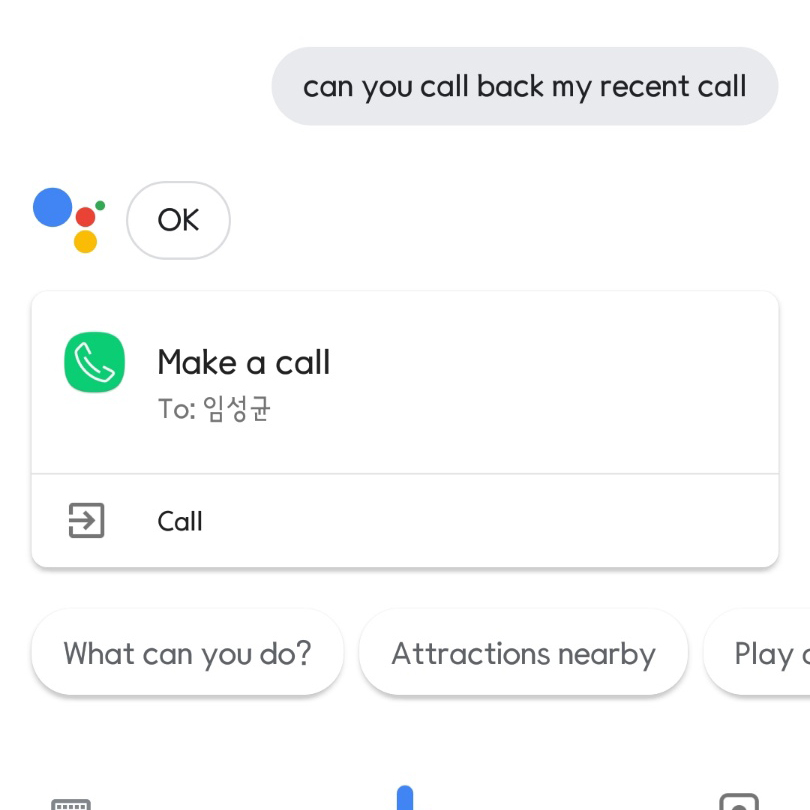 can you call back my recent call
OK
Make a call
To: 임성균
Call
What can you do?
Attractions nearby
Play